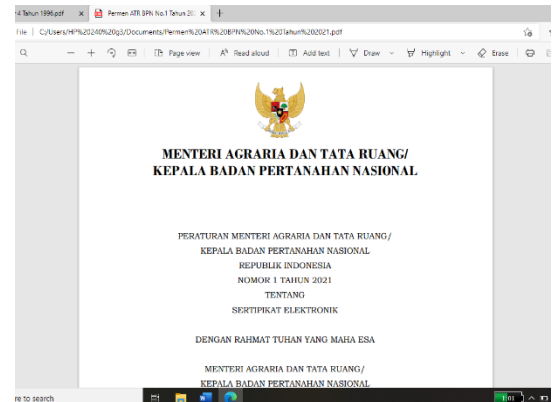 4 Tahun 1996.pdf
Permen ATR BPN No.1 Tahun 20
File | C:/Users/HP%20240%20g3/Documents/Permen%20ATR%20BPN%20No.1%20Tahun%202021.pdf
Page view | Read aloud | Add text | Draw Highlight Erase
MENTERI AGRARIA DAN TATA RUANG/
KEPALA BADAN PERTANAHAN NASIONAL
PERATURAN MENTERI AGRARIA DAN TATA RUANG/
KEPALA BADAN PERTANAHAN NASIONAL
REPUBLIK INDONESIA
NOMOR 1 TAHUN 2021
TENTANG
SERTIPIKAT ELEKTRONIK
DENGAN RAHMAT TUHAN YANG MAHA ESA
MENTERI AGRARIA DAN TATA RUANG/
KEPALA BADAN PERTANAHAN NASIONAL
re to search
1:01